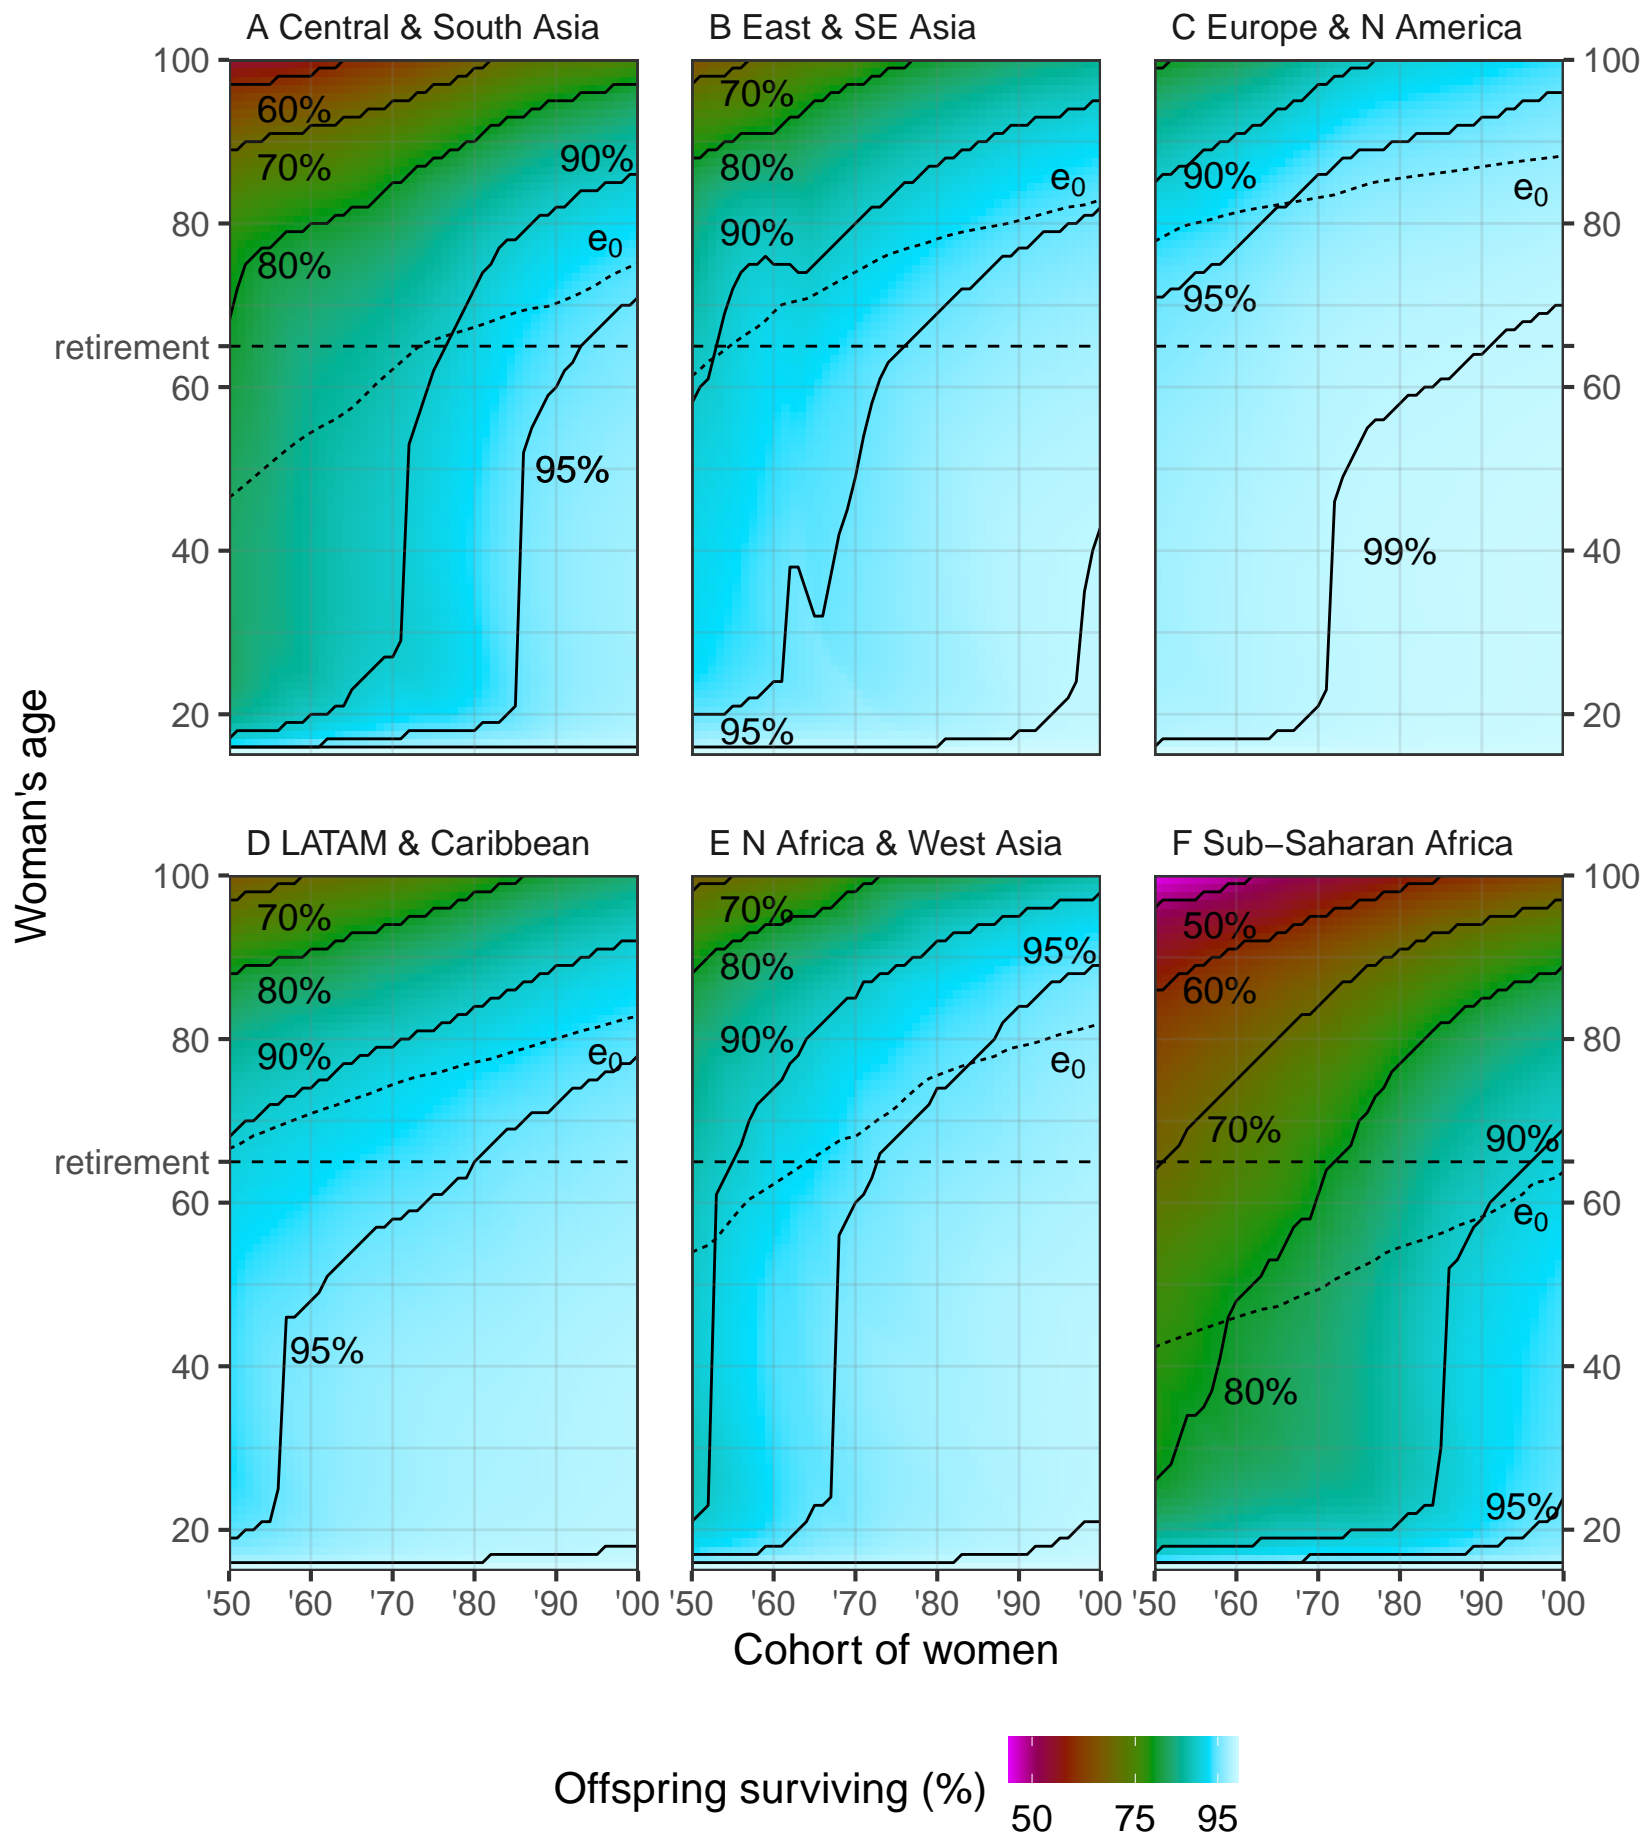 A Central & South Asia
B East & SE Asia
C Europe & N America
100
80
retirement
60
40
20
60%
70%
80%
90%
e0
95%
70%
80%
90%
e0
95%
90%
95%
e0
99%
100
80
60
40
20
Woman's age
D LATAM & Caribbean
E N Africa & West Asia
F Sub−Saharan Africa
100
80
retirement
60
40
20
70%
80%
90%
e0
95%
70%
80%
90%
95%
e0
50%
60%
70%
80%
90%
e0
95%
100
80
60
40
20
'50 '60 '70 '80 '90 '00
'50 '60 '70 '80 '90 '00
'50 '60 '70 '80 '90 '00
Cohort of women
Offspring surviving (%)
50 75 95